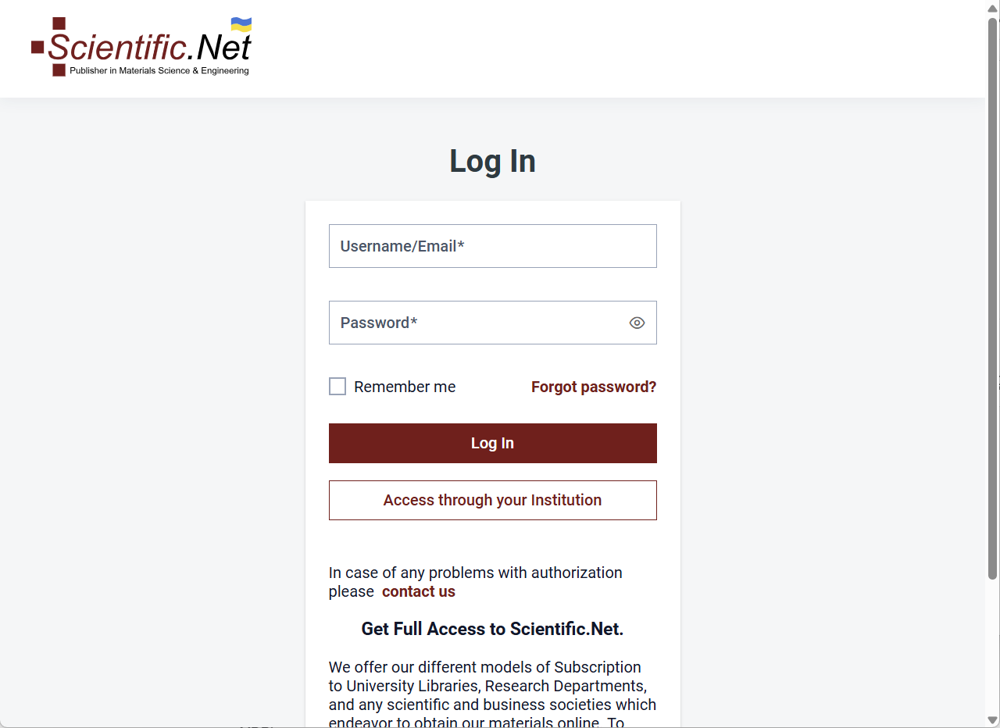 Scientific.Net
Publisher in Materials Science & Engineering
Log In
Username/Email*
Password*
Remember me
Forgot password?
Log In
Access through your Institution
In case of any problems with authorization
please contact us
Get Full Access to Scientific.Net.
We offer our different models of Subscription
to University Libraries, Research Departments,
and any scientific and business societies which
endeavor to obtain our materials online. To